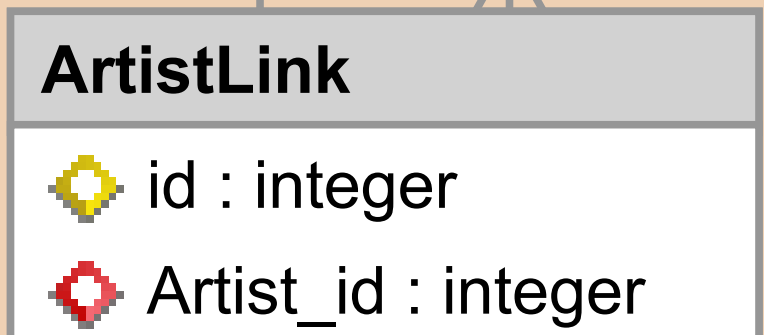 ArtistLink
id : integer
Artist_id : integer